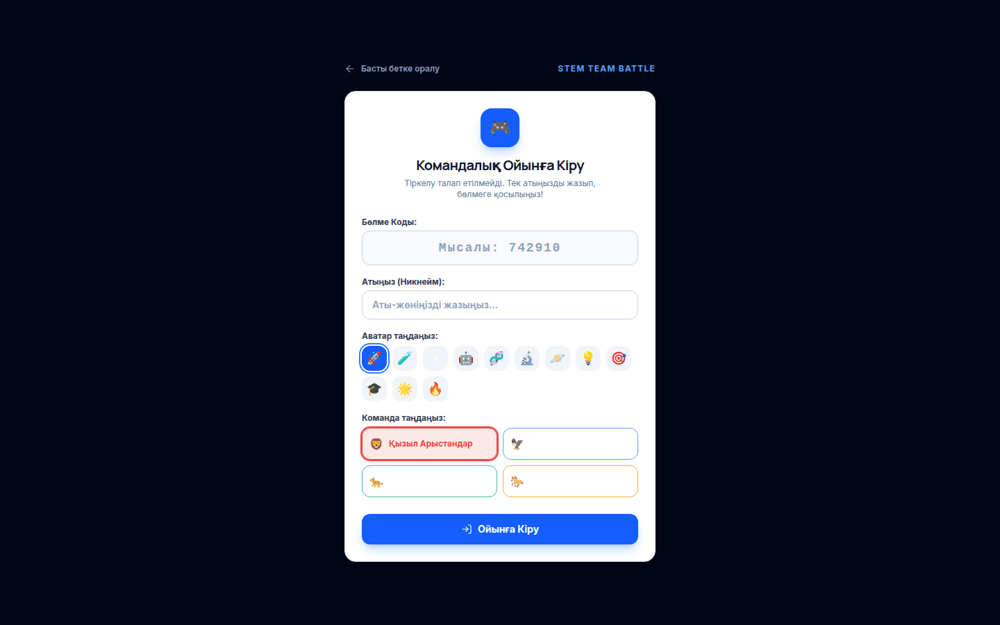 Басты бетке оралу
STEM TEAM BATTLE
Командалық Ойынға Кіру
Тіркелу талап етілмейді. Тек атыңызды жазып,
бөлмеге қосылыңыз!
Бөлме Коды:
Мысалы: 742910
Атыңыз (Никнейм):
Аты-жөніңізді жазыңыз...
Аватар таңдаңыз:
Команда таңдаңыз:
Қызыл Арыстандар
Ойынға Кіру